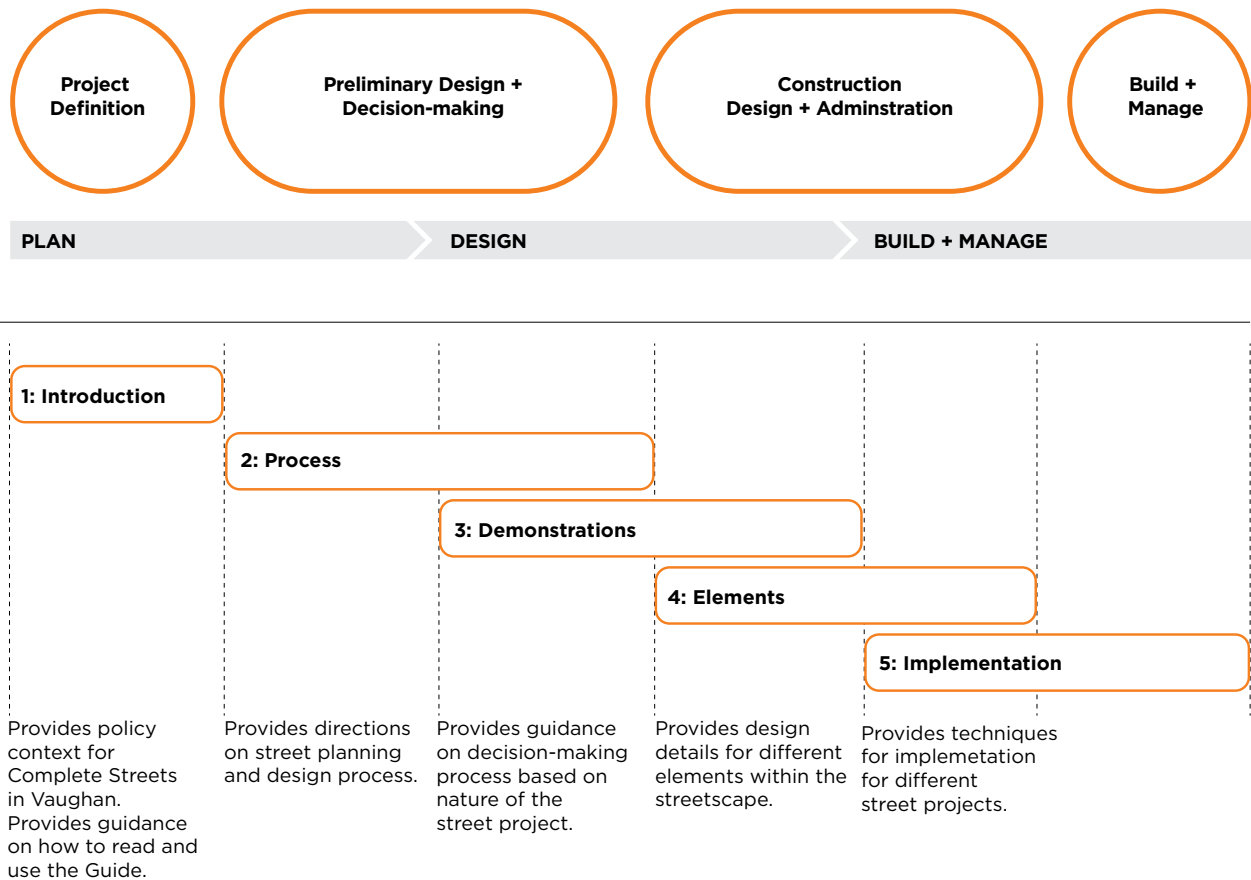 Project
Definition
Preliminary Design +
Decision-making
Construction
Design + Adminstration
Build +
Manage
PLAN
DESIGN
BUILD + MANAGE
1: Introduction
2: Process
3: Demonstrations
4: Elements
5: Implementation
Provides policy
context for
Complete Streets
in Vaughan.
Provides guidance
on how to read and
use the Guide.
Provides directions
on street planning
and design process.
Provides guidance
on decision-making
process based on
nature of the
street project.
Provides design
details for different
elements within the
streetscape.
Provides techniques
for implemetation
for different
street projects.